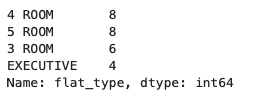 4 ROOM       8
5 ROOM       8
3 ROOM       6
EXECUTIVE    4
Name: flat_type, dtype: int64